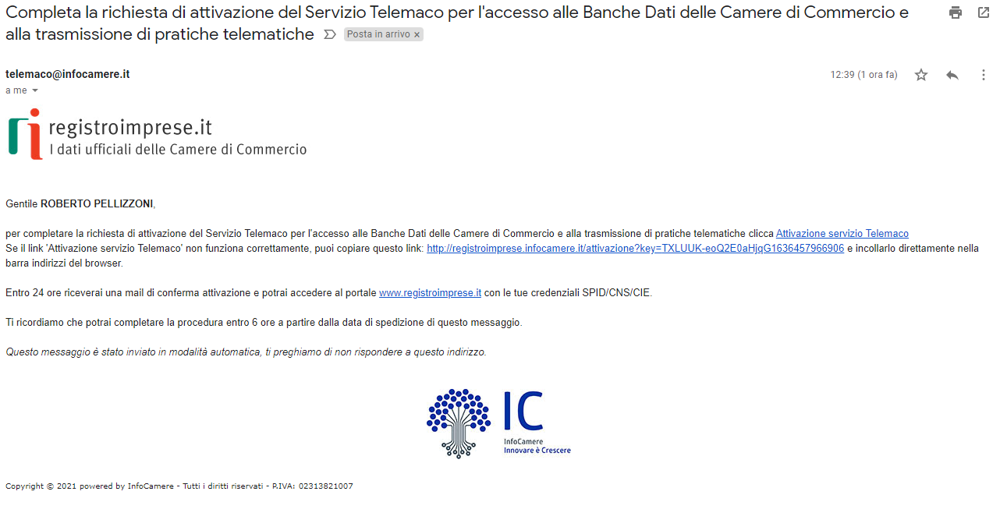 Completa la richiesta di attivazione del Servizio Telemaco per l'accesso alle Banche Dati delle Camere di Commercio e
alla trasmissione di pratiche telematiche Posta in arrivo ×
telemaco@infocamere.it 12:39 (1 ora fa)
a me
registroimprese.it
I dati ufficiali delle Camere di Commercio
Gentile ROBERTO PELLIZZONI,
per completare la richiesta di attivazione del Servizio Telemaco per l'accesso alle Banche Dati delle Camere di Commercio e alla trasmissione di pratiche telematiche clicca Attivazione servizio Telemaco
Se il link 'Attivazione servizio Telemaco' non funziona correttamente, puoi copiare questo link: http://registroimprese.infocamere.it/attivazione?key=TXLUUK-eoQ2E0aHjqG1636457966906 e incollarlo direttamente nella
barra indirizzi del browser.
Entro 24 ore riceverai una mail di conferma attivazione e potrai accedere al portale www.registroimprese.it con le tue credenziali SPID/CNS/CIE.
Ti ricordiamo che potrai completare la procedura entro 6 ore a partire dalla data di spedizione di questo messaggio.
Questo messaggio è stato inviato in modalità automatica, ti preghiamo di non rispondere a questo indirizzo.
IC
InfoCamere
Innovare è Crescere
Copyright © 2021 powered by InfoCamere - Tutti i diritti riservati - P.IVA: 02313821007